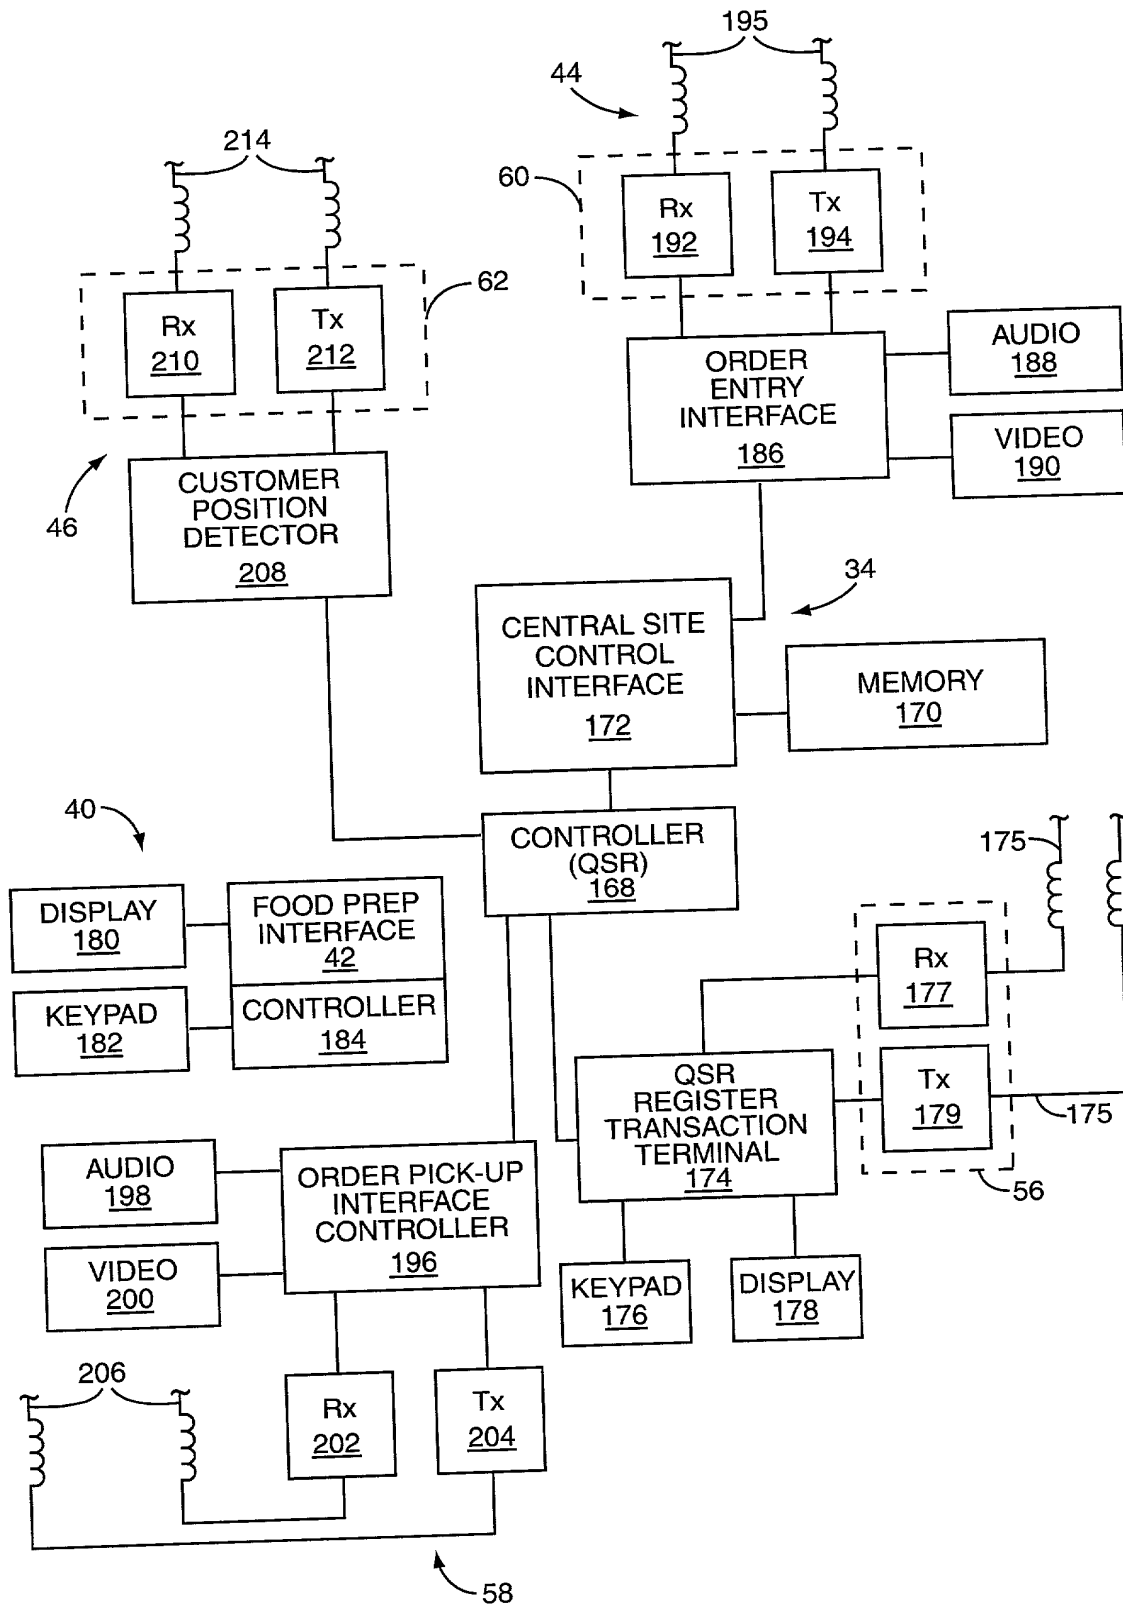 195
44
214
60
Rx
192
Tx
194
62
Rx
210
Tx
212
ORDER
ENTRY
INTERFACE
186
AUDIO
188
VIDEO
190
46
CUSTOMER
POSITION
DETECTOR
208
34
CENTRAL SITE
CONTROL
INTERFACE
172
MEMORY
170
40
CONTROLLER
(QSR)
168
175
DISPLAY
180
FOOD PREP
INTERFACE
42
KEYPAD
182
CONTROLLER
184
Rx
177
Tx
179
175
QSR
REGISTER
TRANSACTION
TERMINAL
174
56
AUDIO
198
ORDER PICK-UP
INTERFACE
CONTROLLER
196
VIDEO
200
KEYPAD
176
DISPLAY
178
206
Rx
202
Tx
204
58